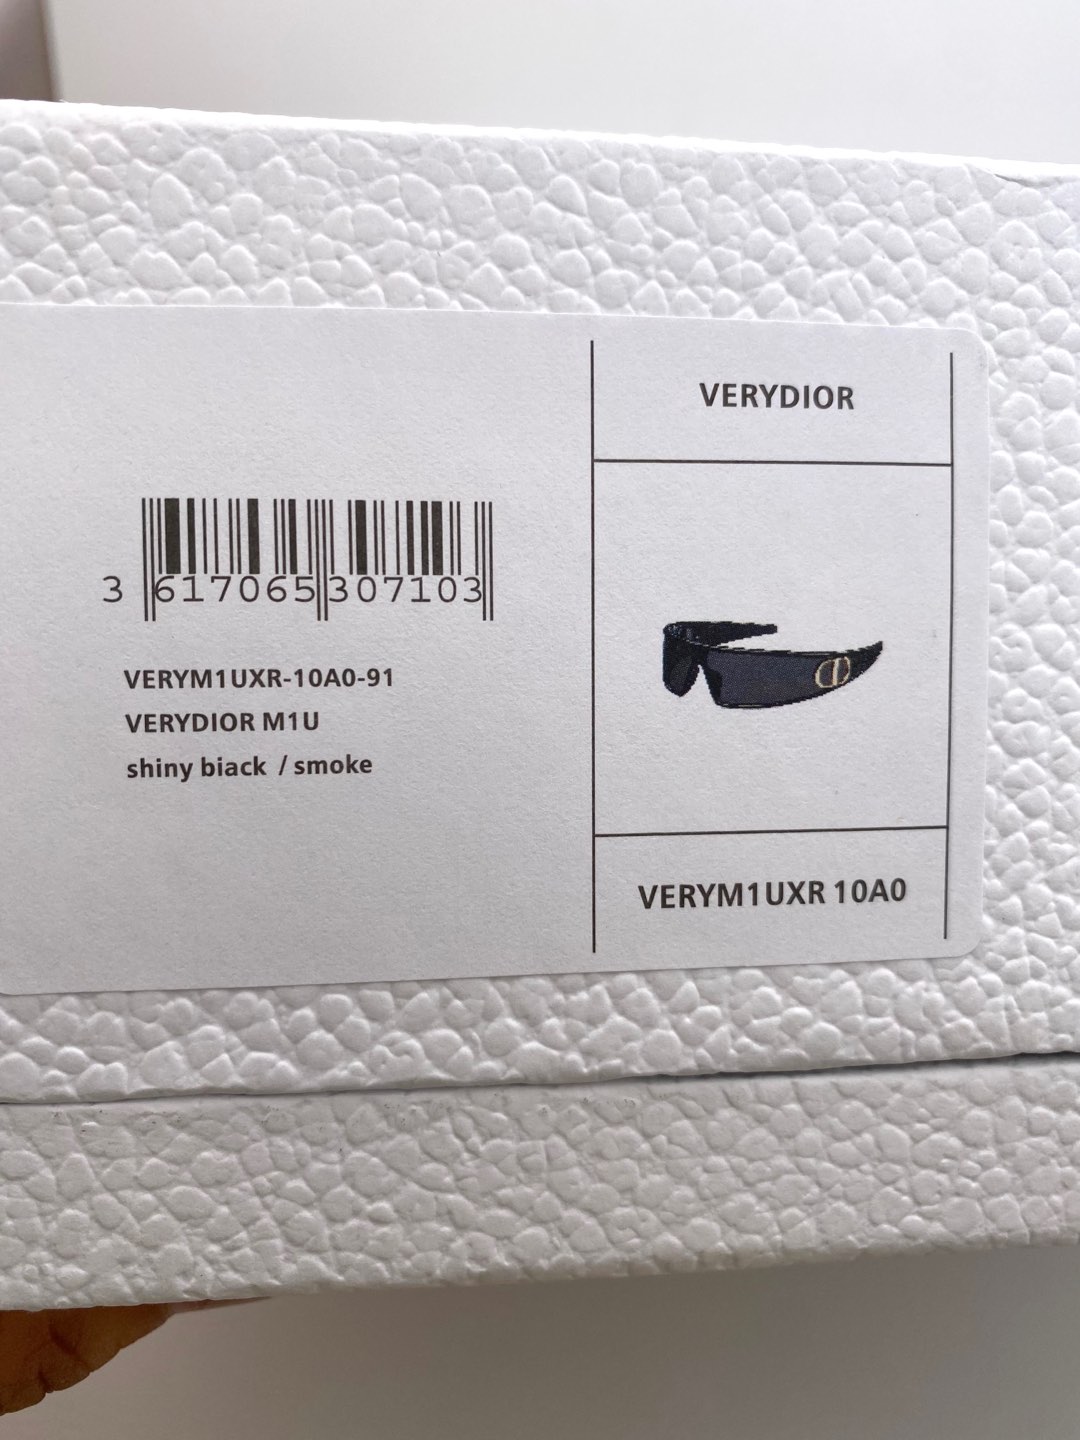 3 617065 307103
VERYM1UXR-10A0-91
VERYDIOR M1U
shiny biack / smoke
VERYDIOR
VERYM1UXR 10A0